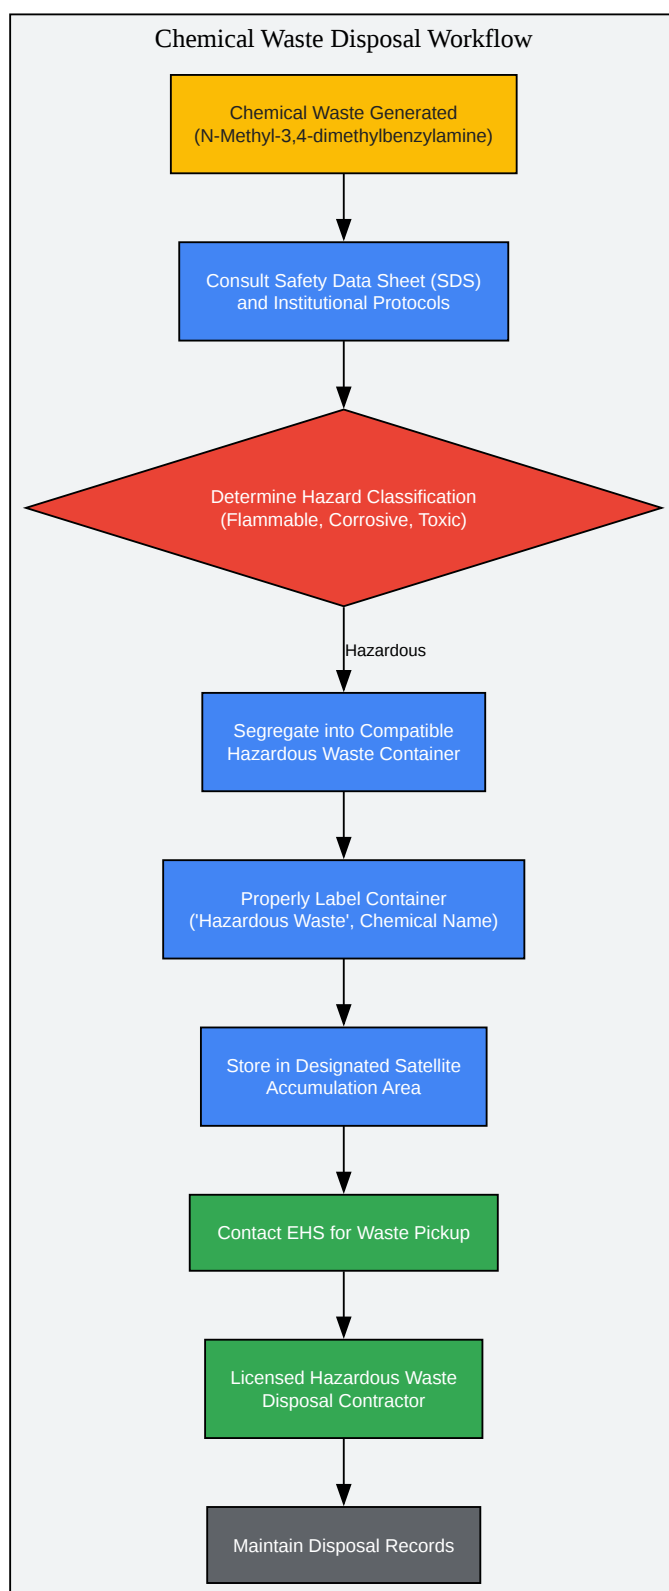 Chemical Waste Disposal Workflow
Chemical Waste Generated
(N-Methyl-3,4-dimethylbenzylamine)
Consult Safety Data Sheet (SDS)
and Institutional Protocols
Determine Hazard Classification
(Flammable, Corrosive, Toxic)
Hazardous
Segregate into Compatible
Hazardous Waste Container
Properly Label Container
('Hazardous Waste', Chemical Name)
Store in Designated Satellite
Accumulation Area
Contact EHS for Waste Pickup
Licensed Hazardous Waste
Disposal Contractor
Maintain Disposal Records